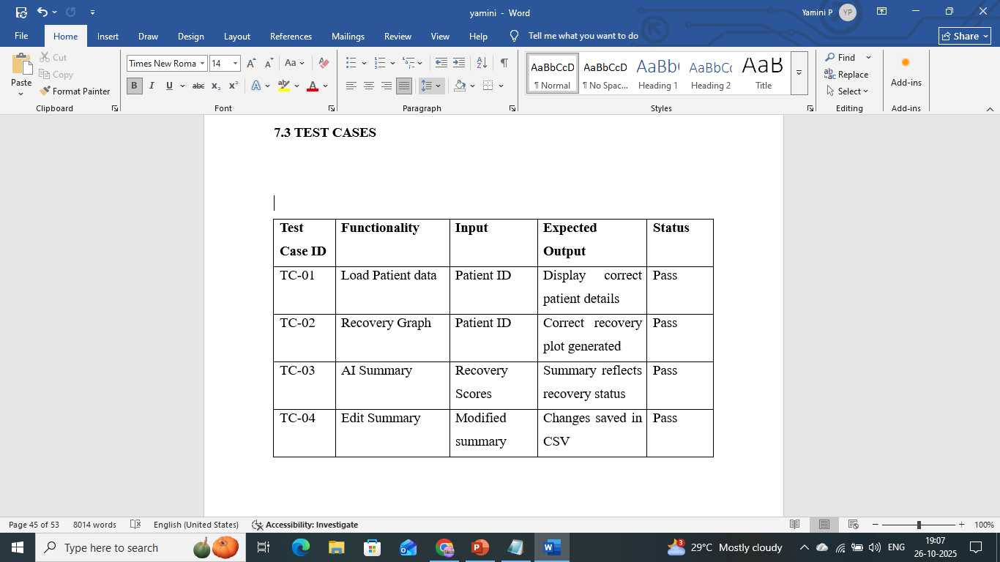 yamini - Word
Yamini P YP
File Home Insert Draw Design Layout References Mailings Review View Help Tell me what you want to do Share
Paste
Cut
Copy
Format Painter
Clipboard
Times New Roma 14 A A Aa A
B I U abc x₂ x² A ab A
Font
Paragraph
AaBbCcD AaBbCcD AaBb( AaBbCc AaB
¶ Normal ¶ No Spac... Heading 1 Heading 2 Title
Styles
Find
Replace
Select
Editing
Add-ins
Add-ins
7.3 TEST CASES
Test Case ID Functionality Input Expected Output Status
TC-01 Load Patient data Patient ID Display correct patient details Pass
TC-02 Recovery Graph Patient ID Correct recovery plot generated Pass
TC-03 AI Summary Recovery Scores Summary reflects recovery status Pass
TC-04 Edit Summary Modified summary Changes saved in CSV Pass
Page 45 of 53 8014 words English (United States) Accessibility: Investigate 100%
Type here to search
3 29°C Mostly cloudy ENG 19:07
26-10-2025